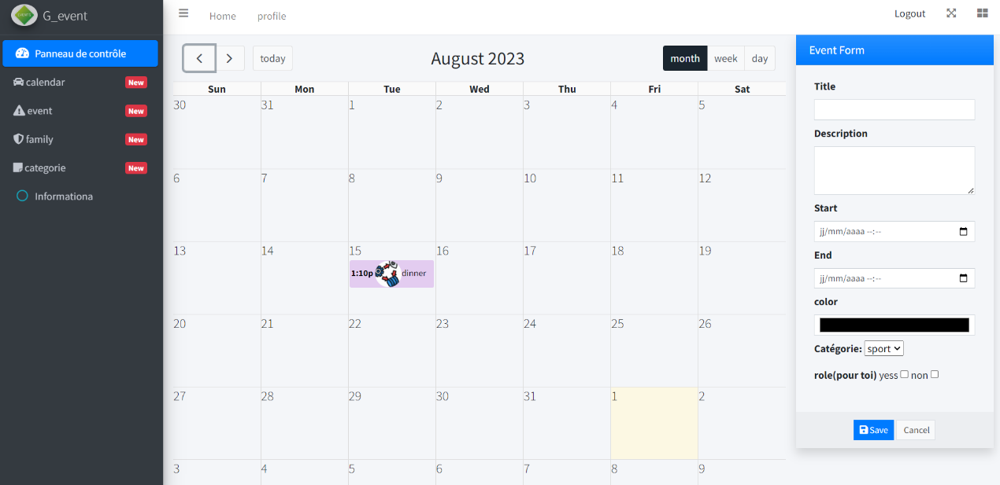 EVENTS
G_event
Home
profile
Logout
Panneau de contrôle
calendar New
event New
family New
categorie New
Informationa
today
August 2023
month week day
Sun Mon Tue Wed Thu Fri Sat
30 31 1 2 3 4 5
6 7 8 9 10 11 12
13 14 15 16 17 18 19
1:10p dinner
20 21 22 23 24 25 26
27 28 29 30 31 1 2
3 4 5 6 7 8 9
Event Form
Title
Description
Start
jj/mm/aaaa --:--
End
jj/mm/aaaa --:--
color
Catégorie: sport
role(pour toi) yess non
Save Cancel